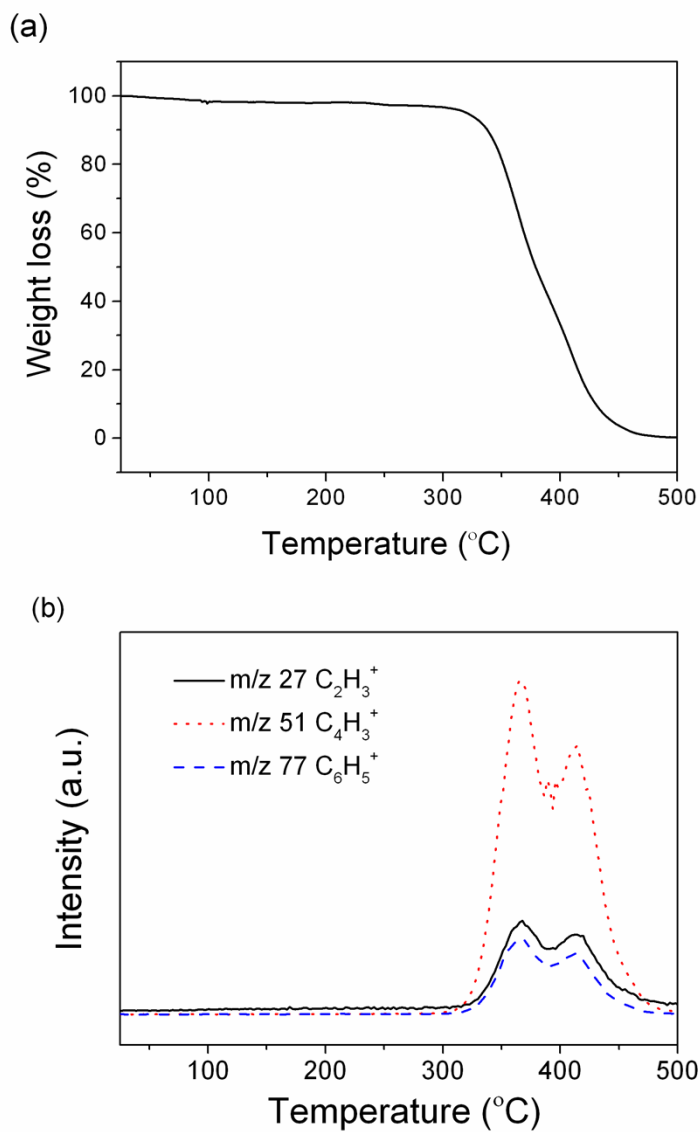 (a)
100
80
60
40
20
0
Weight loss (%)
100 200 300 400 500
Temperature (°C)
(b)
m/z 27 C₂H₃⁺
m/z 51 C₄H₃⁺
m/z 77 C₆H₅⁺
Intensity (a.u.)
100 200 300 400 500
Temperature (°C)